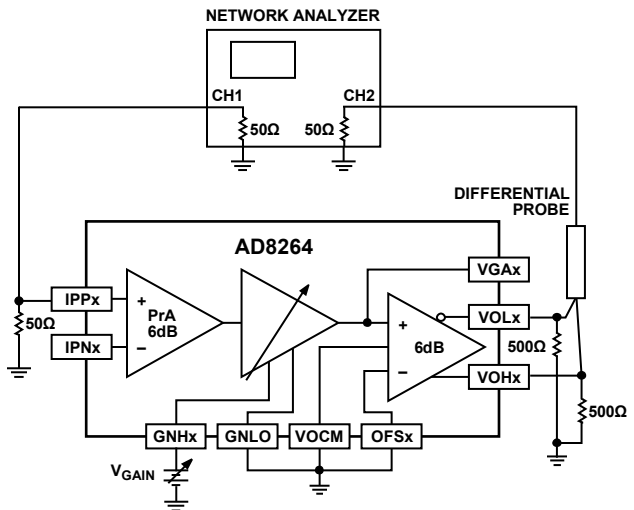 NETWORK ANALYZER
CH1
CH2
50Ω
50Ω
DIFFERENTIAL
PROBE
AD8264
VGAx
IPPx
+
PrA
6dB
–
+
6dB
–
VOLx
50Ω
IPNx
500Ω
VOHx
500Ω
GNHx
GNLO
VOCM
OFSx
VGAIN